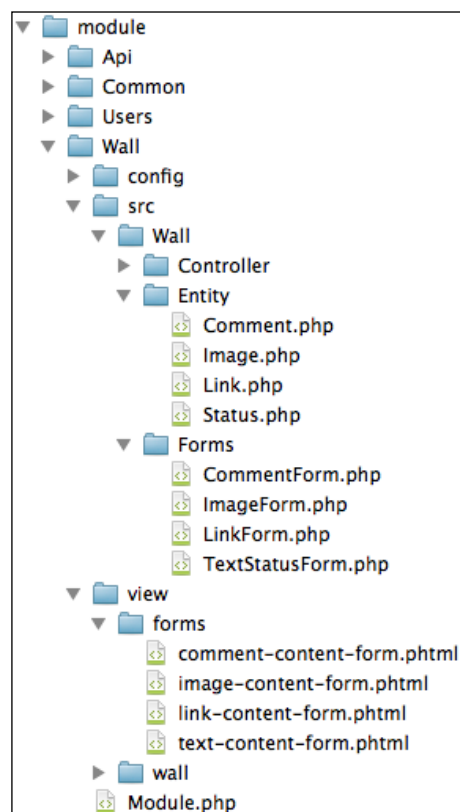 module
Api
Common
Users
Wall
config
src
Wall
Controller
Entity
Comment.php
Image.php
Link.php
Status.php
Forms
CommentForm.php
ImageForm.php
LinkForm.php
TextStatusForm.php
view
forms
comment-content-form.phtml
image-content-form.phtml
link-content-form.phtml
text-content-form.phtml
wall
Module.php